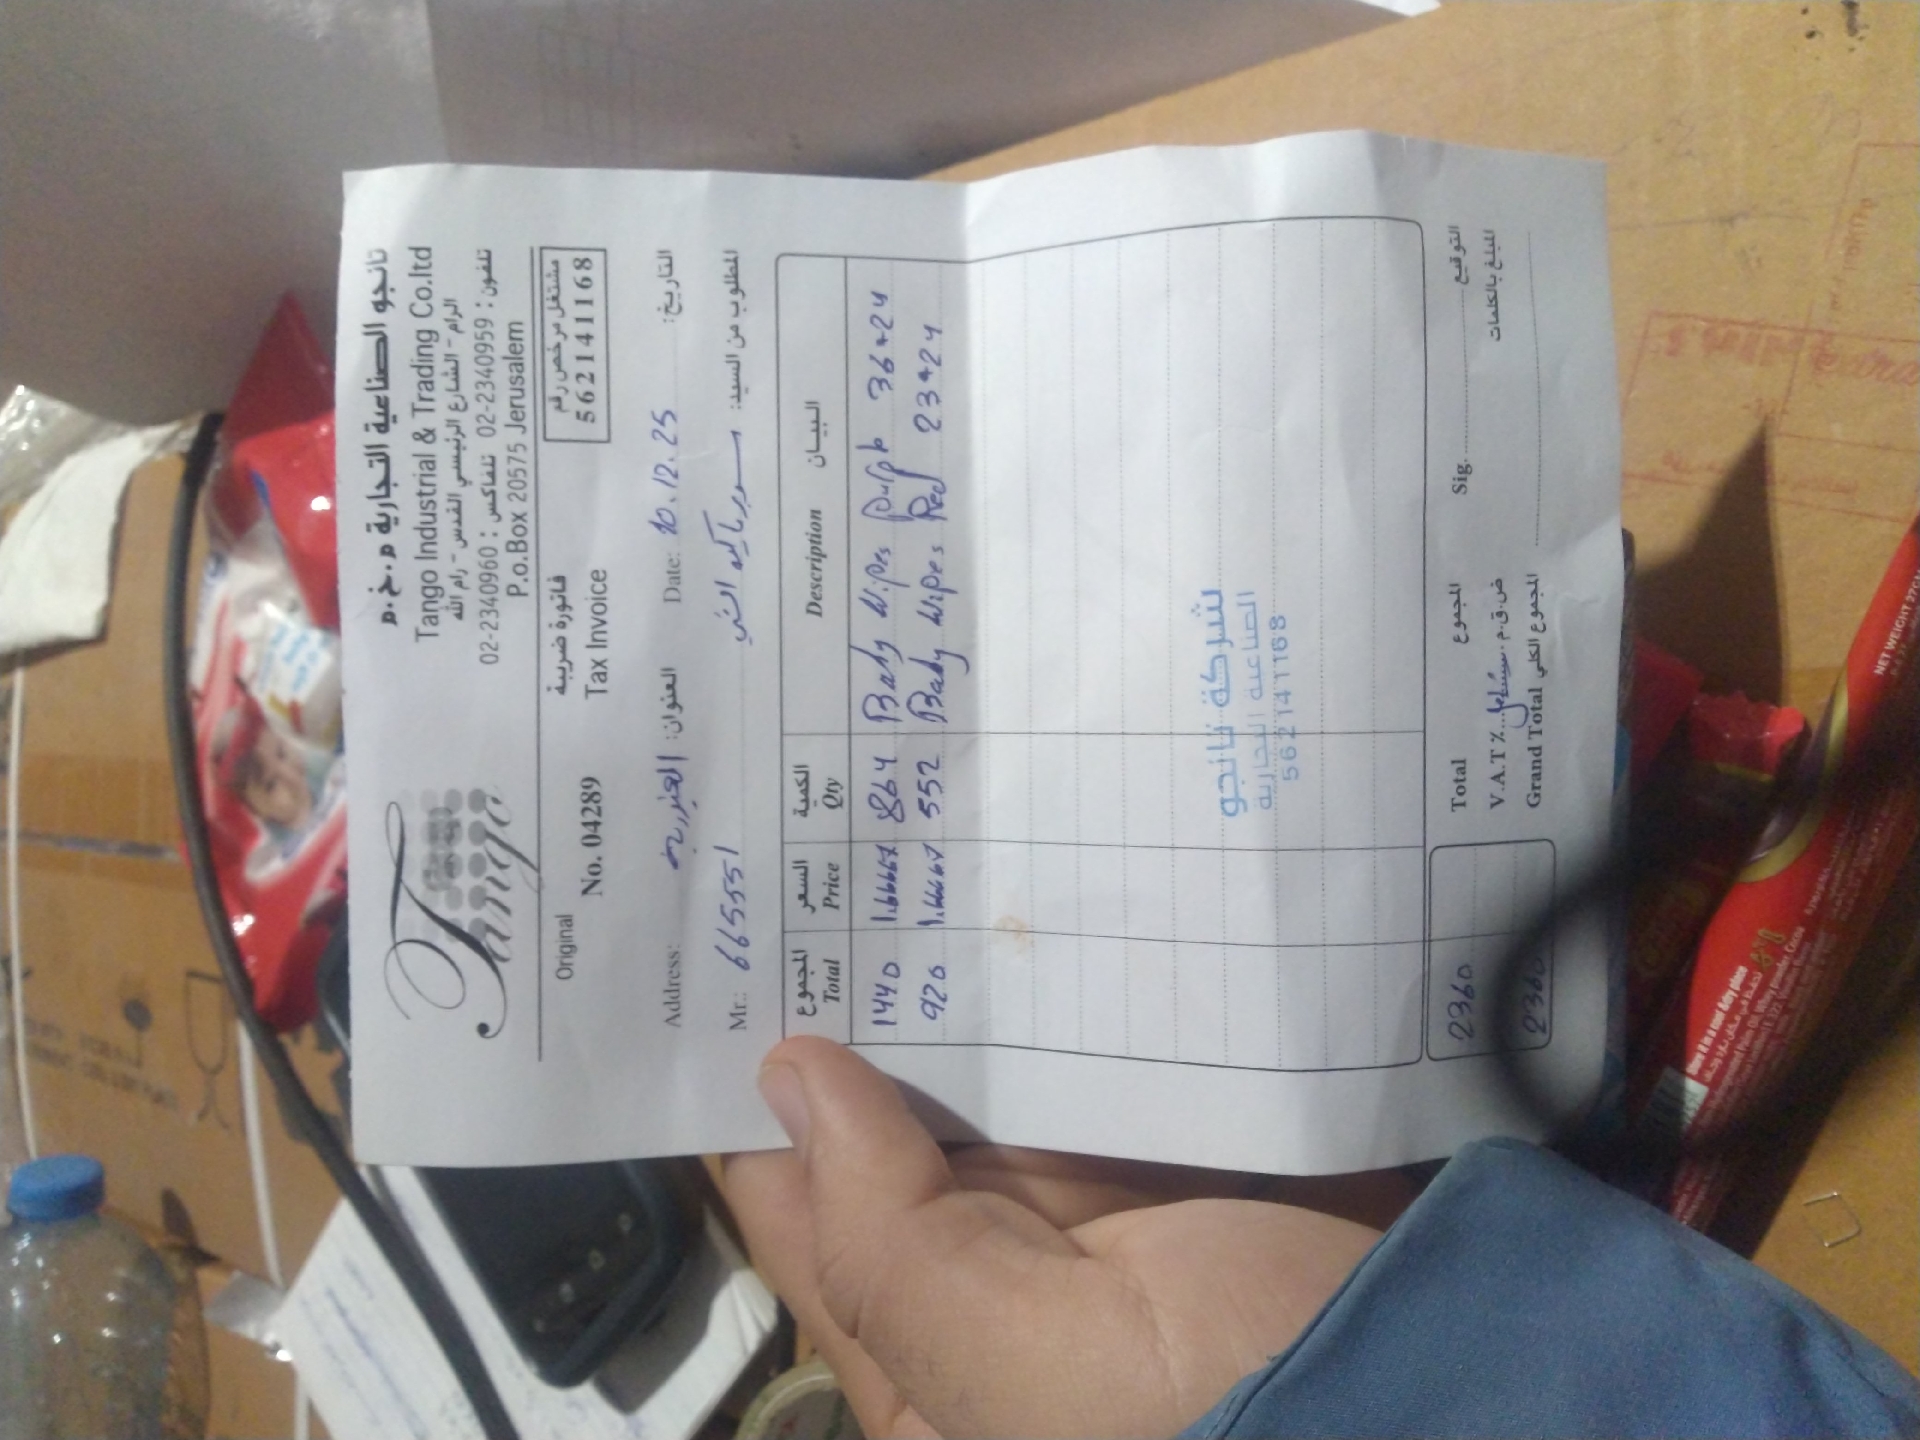 Tango
تانجو الصناعية التجارية م.خ.م
Tango Industrial & Trading Co.ltd
الرام - الشارع الرئيسي القدس - رام الله
تلفون: 02-2340959 تلفاكس: 02-2340960
P.o.Box 20575 Jerusalem
Original
No. 04289
فاتورة ضريبية
Tax Invoice
مشتغل مرخص رقم
562141168
Address: العيزرية العنوان:
Date: 10.12.25 التاريخ:
Mr.: 665551 المطلوب من السيد:
المجموع السعر الكمية البيان
Total Price Qty Description
1440 1.66667 864 Baby Wipes 36*24
920 1.66667 552 Baby Wipes Red 23*24
شركة تانجو
الصناعية التجارية
562141168
2360 Total المجموع Sig. التوقيع
V.A.T % ض.ق.م. المبلغ بالكلمات
2360 Grand Total المجموع الكلي
NET WEIGHT 27G